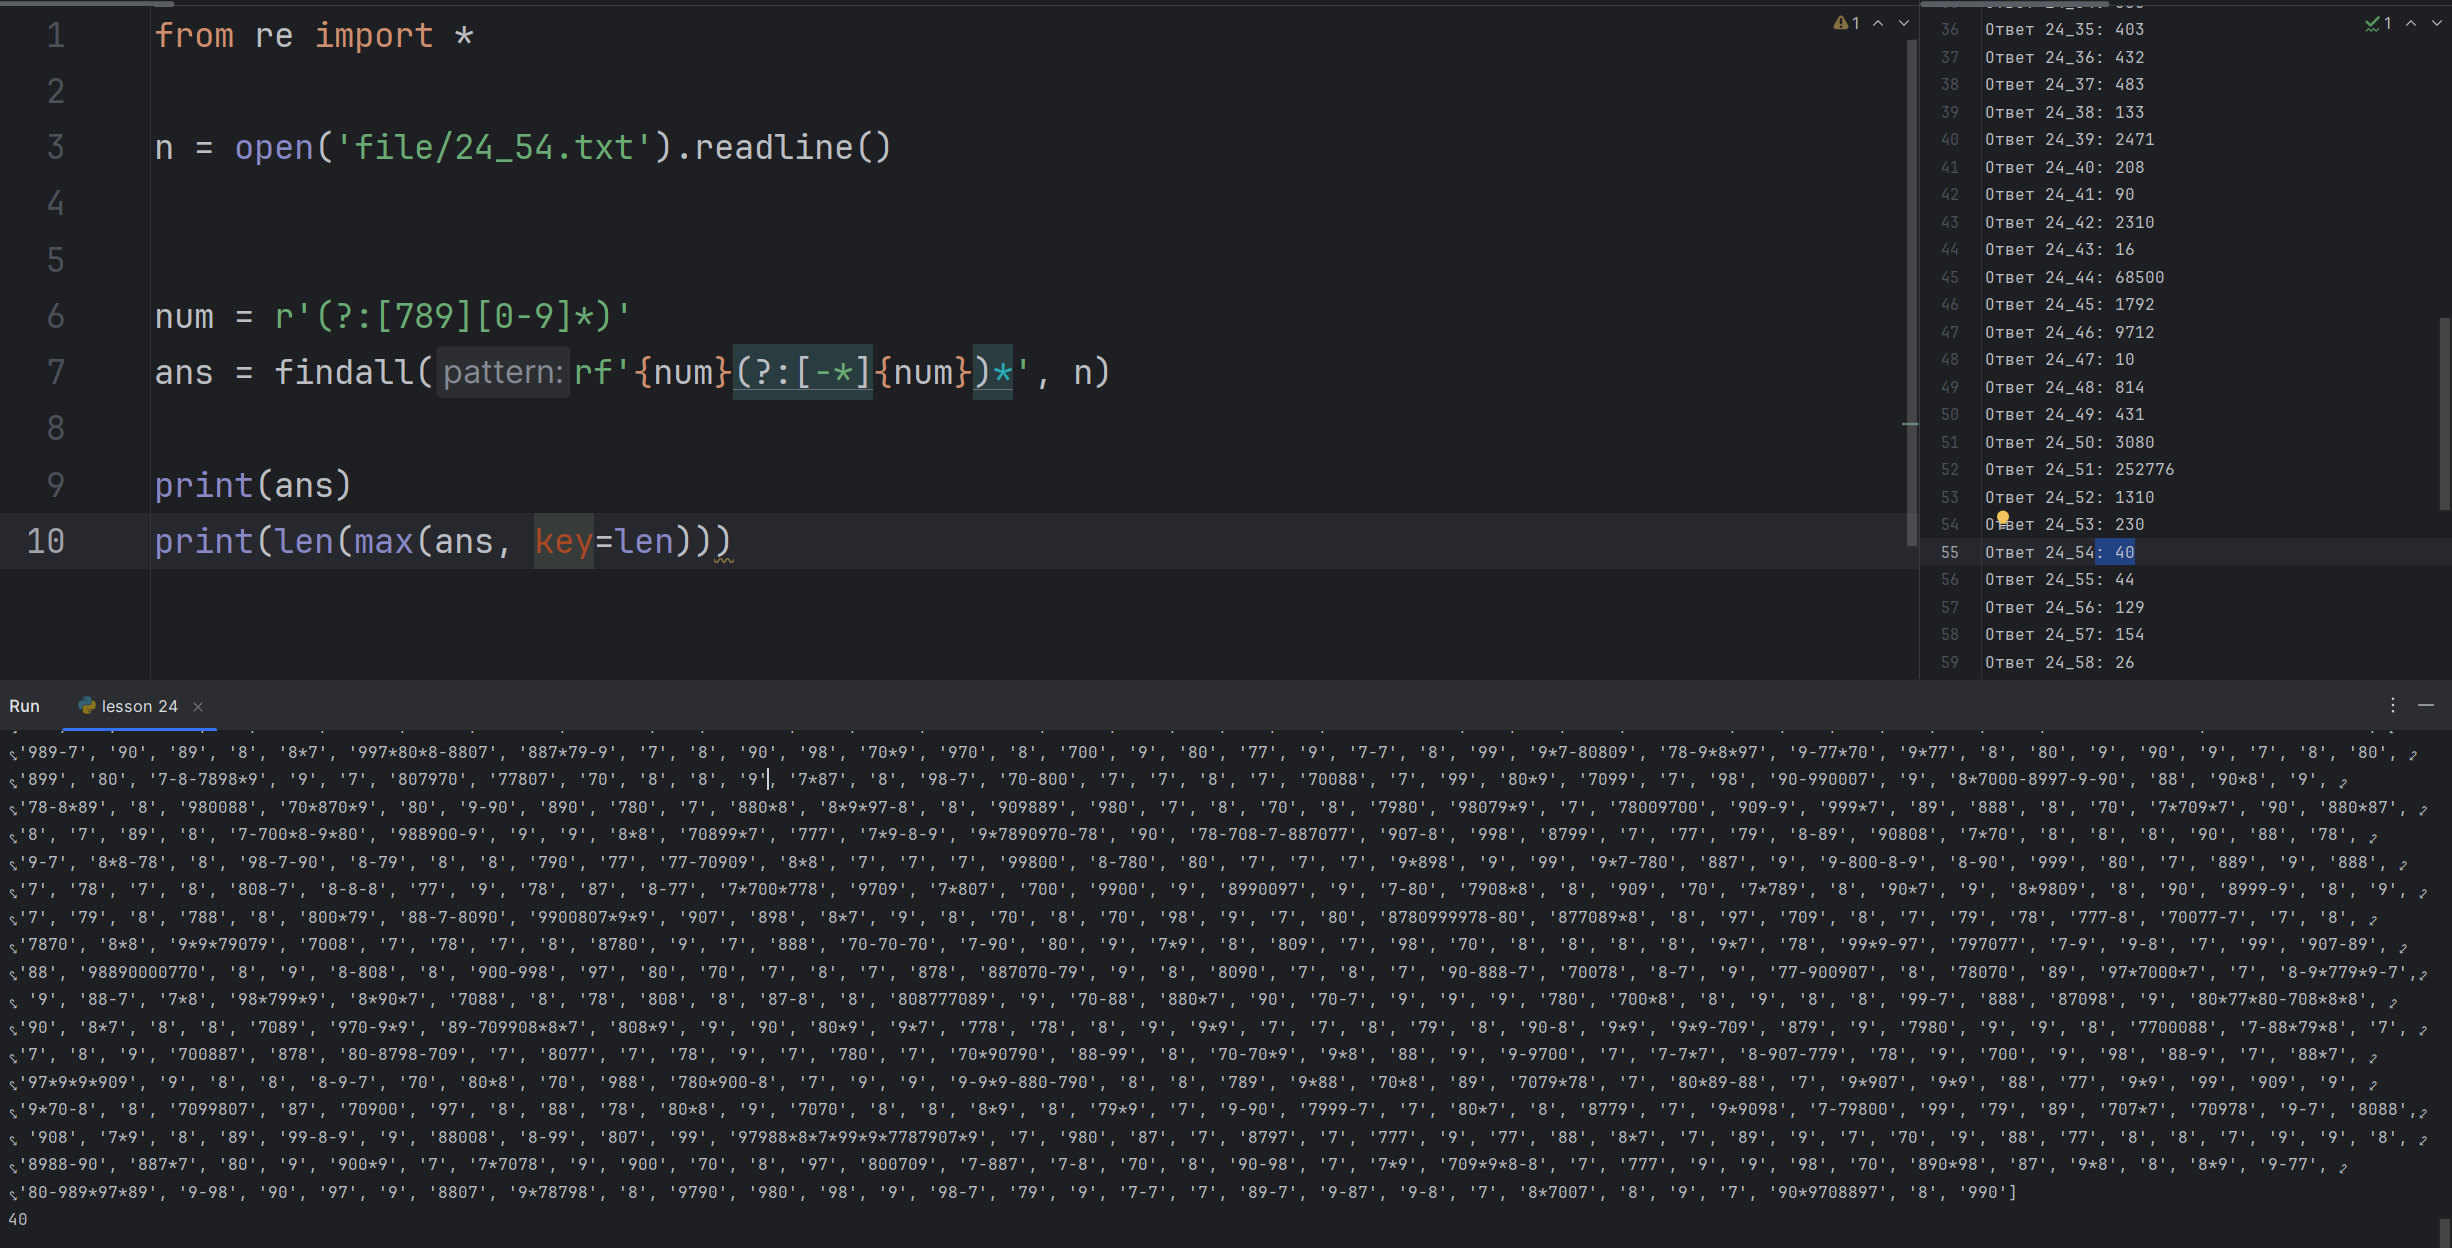 1 from re import *
2
3 n = open('file/24_54.txt').readline()
4
5
6 num = r'(?:[789][0-9]*)'
7 ans = findall( pattern: rf'{num}(?:[-*]{num})*', n)
8
9 print(ans)
10 print(len(max(ans, key=len)))
1
36 Ответ 24_35: 403
37 Ответ 24_36: 432
38 Ответ 24_37: 483
39 Ответ 24_38: 133
40 Ответ 24_39: 2471
41 Ответ 24_40: 208
42 Ответ 24_41: 90
43 Ответ 24_42: 2310
44 Ответ 24_43: 16
45 Ответ 24_44: 68500
46 Ответ 24_45: 1792
47 Ответ 24_46: 9712
48 Ответ 24_47: 10
49 Ответ 24_48: 814
50 Ответ 24_49: 431
51 Ответ 24_50: 3080
52 Ответ 24_51: 252776
53 Ответ 24_52: 1310
54 Ответ 24_53: 230
55 Ответ 24_54: 40
56 Ответ 24_55: 44
57 Ответ 24_56: 129
58 Ответ 24_57: 154
59 Ответ 24_58: 26
1
Run lesson 24
'989-7', '90', '89', '8', '8*7', '997*80*8-8807', '887*79-9', '7', '8', '90', '98', '70*9', '970', '8', '700', '9', '80', '77', '9', '7-7', '8', '99', '9*7-80809', '78-9*8*97', '9-77*70', '9*77', '8', '80', '9', '90', '9', '7', '8', '80',
'899', '80', '7-8-7898*9', '9', '7', '807970', '77807', '70', '8', '8', '9', '7*87', '8', '98-7', '70-800', '7', '7', '8', '7', '70088', '7', '99', '80*9', '7099', '7', '98', '90-990007', '9', '8*7000-8997-9-90', '88', '90*8', '9',
'78-8*89', '8', '980088', '70*870*9', '80', '9-90', '890', '780', '7', '880*8', '8*9*97-8', '8', '909889', '980', '7', '8', '70', '8', '7980', '98079*9', '7', '78009700', '909-9', '999*7', '89', '888', '8', '70', '7*709*7', '90', '880*87',
'8', '7', '89', '8', '7-700*8-9*80', '988900-9', '9', '9', '8*8', '70899*7', '777', '7*9-8-9', '9*7890970-78', '90', '78-708-7-887077', '907-8', '998', '8799', '7', '77', '79', '8-89', '90808', '7*70', '8', '8', '8', '90', '88', '78',
'9-7', '8*8-78', '8', '98-7-90', '8-79', '8', '8', '790', '77', '77-70909', '8*8', '7', '7', '7', '99800', '8-780', '80', '7', '7', '7', '9*898', '9', '99', '9*7-780', '887', '9', '9-800-8-9', '8-90', '999', '80', '7', '889', '9', '888',
'7', '78', '7', '8', '808-7', '8-8-8', '77', '9', '78', '87', '8-77', '7*700*778', '9709', '7*807', '700', '9900', '9', '8990097', '9', '7-80', '7908*8', '8', '909', '70', '7*789', '8', '90*7', '9', '8*9809', '8', '90', '8999-9', '8', '9',
'7', '79', '8', '788', '8', '800*79', '88-7-8090', '9900807*9*9', '907', '898', '8*7', '9', '8', '70', '8', '70', '98', '9', '7', '80', '8780999978-80', '877089*8', '8', '97', '709', '8', '7', '79', '78', '777-8', '70077-7', '7', '8',
'7870', '8*8', '9*9*79079', '7008', '7', '78', '7', '8', '8780', '9', '7', '888', '70-70-70', '7-90', '80', '9', '7*9', '8', '809', '7', '98', '70', '8', '8', '8', '8', '9*7', '78', '99*9-97', '797077', '7-9', '9-8', '7', '99', '907-89',
'88', '98890000770', '8', '9', '8-808', '8', '900-998', '97', '80', '70', '7', '8', '7', '878', '887070-79', '9', '8', '8090', '7', '8', '7', '90-888-7', '70078', '8-7', '9', '77-900907', '8', '78070', '89', '97*7000*7', '7', '8-9*779*9-7',
'9', '88-7', '7*8', '98*799*9', '8*90*7', '7088', '8', '78', '808', '8', '87-8', '8', '808777089', '9', '70-88', '880*7', '90', '70-7', '9', '9', '9', '780', '700*8', '8', '9', '8', '8', '99-7', '888', '87098', '9', '80*77*80-708*8*8',
'90', '8*7', '8', '8', '7089', '970-9*9', '89-709908*8*7', '808*9', '9', '90', '80*9', '9*7', '778', '78', '8', '9', '9*9', '7', '7', '8', '79', '8', '90-8', '9*9', '9*9-709', '879', '9', '7980', '9', '9', '8', '7700088', '7-88*79*8', '7',
'7', '8', '9', '700887', '878', '80-8798-709', '7', '8077', '7', '78', '9', '7', '780', '7', '70*90790', '88-99', '8', '70-70*9', '9*8', '88', '9', '9-9700', '7', '7-7*7', '8-907-779', '78', '9', '700', '9', '98', '88-9', '7', '88*7',
'97*9*9*909', '9', '8', '8', '8-9-7', '70', '80*8', '70', '988', '780*900-8', '7', '9', '9', '9-9*9-880-790', '8', '8', '789', '9*88', '70*8', '89', '7079*78', '7', '80*89-88', '7', '9*907', '9*9', '88', '77', '9*9', '99', '909', '9',
'9*70-8', '8', '7099807', '87', '70900', '97', '8', '88', '78', '80*8', '9', '7070', '8', '8', '8*9', '8', '79*9', '7', '9-90', '7999-7', '7', '80*7', '8', '8779', '7', '9*9098', '7-79800', '99', '79', '89', '707*7', '70978', '9-7', '8088',
'908', '7*9', '8', '89', '99-8-9', '9', '88008', '8-99', '807', '99', '97988*8*7*99*9*7787907*9', '7', '980', '87', '7', '8797', '7', '777', '9', '77', '88', '8*7', '7', '89', '9', '7', '70', '9', '88', '77', '8', '8', '7', '9', '9', '8',
'8988-90', '887*7', '80', '9', '900*9', '7', '7*7078', '9', '900', '70', '8', '97', '800709', '7-887', '7-8', '70', '8', '90-98', '7', '7*9', '709*9*8-8', '7', '777', '9', '9', '98', '70', '890*98', '87', '9*8', '8', '8*9', '9-77',
'80-989*97*89', '9-98', '90', '97', '9', '8807', '9*78798', '8', '9790', '980', '98', '9', '98-7', '79', '9', '7-7', '7', '89-7', '9-87', '9-8', '7', '8*7007', '8', '9', '7', '90*9708897', '8', '990']
40